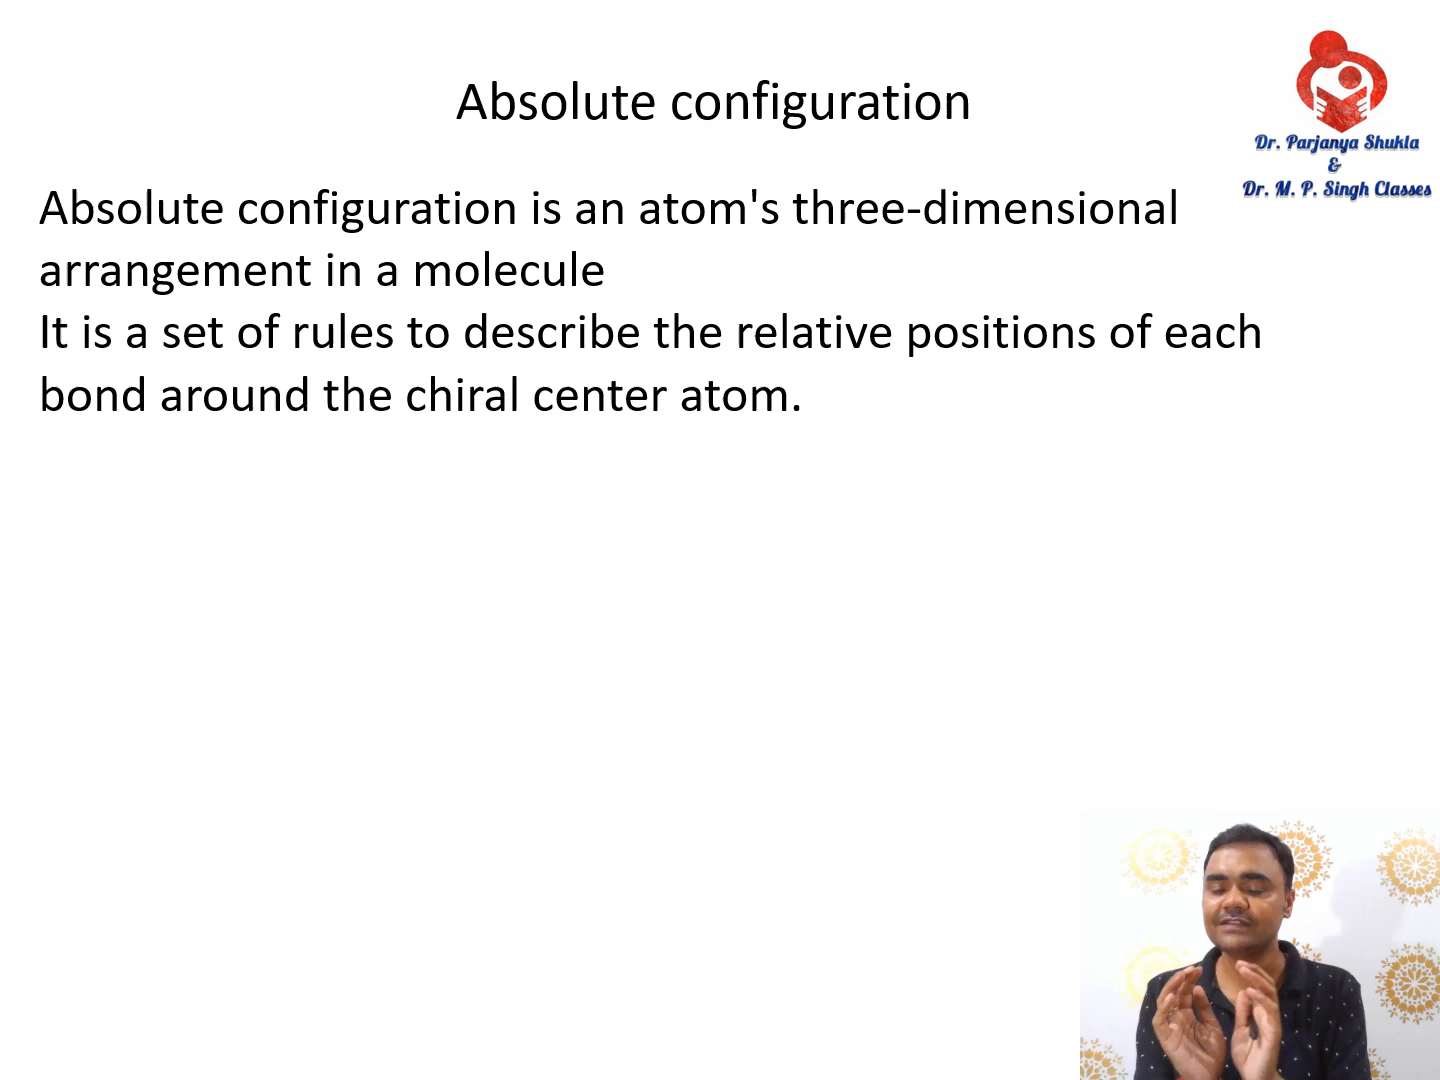 Absolute configuration
Dr. Parjanya Shukla
&
Dr. M. P. Singh Classes
Absolute configuration is an atom's three-dimensional
arrangement in a molecule
It is a set of rules to describe the relative positions of each
bond around the chiral center atom.